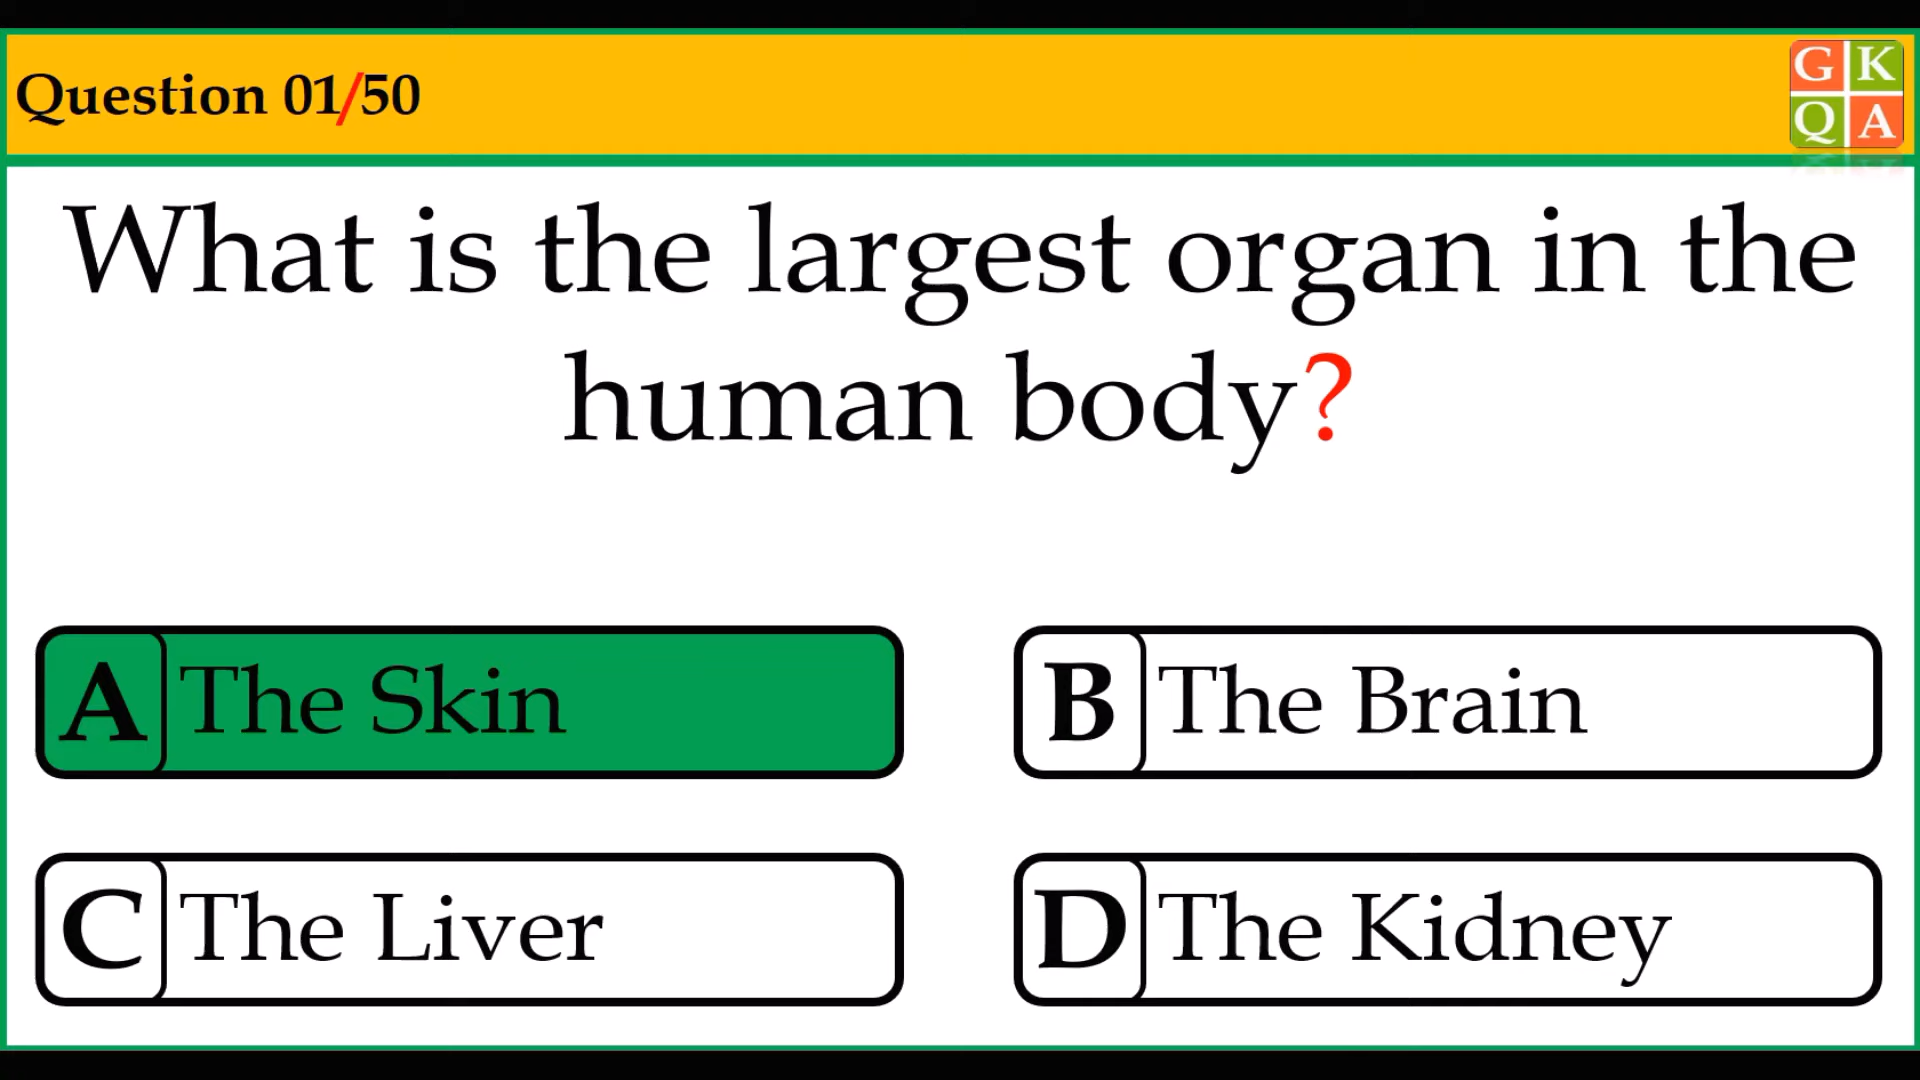 Question 01/50
G K
Q A
What is the largest organ in the
human body?
A The Skin
B The Brain
C The Liver
D The Kidney